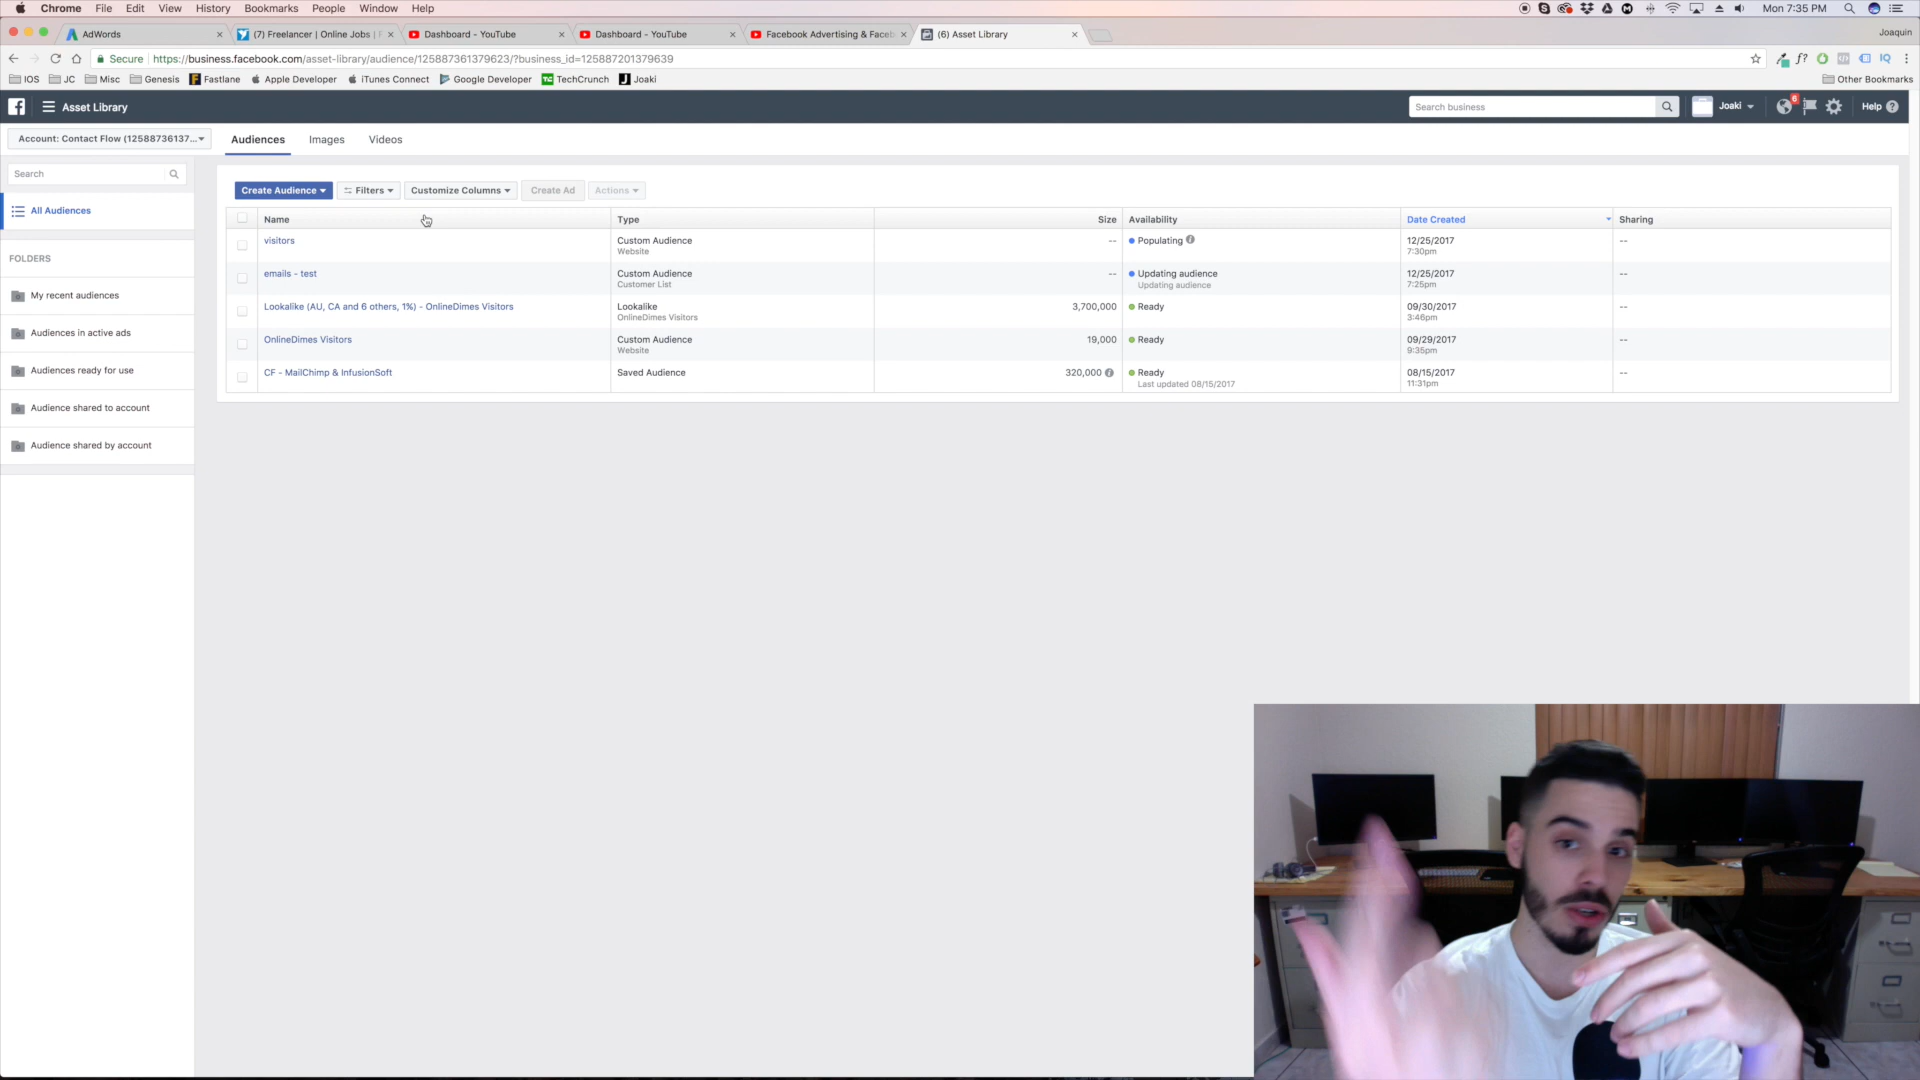 Chrome File Edit View History Bookmarks People Window Help
Mon 7:35 PM
AdWords
(7) Freelancer | Online Jobs |
Dashboard - YouTube
Dashboard - YouTube
Facebook Advertising & Faceb
(6) Asset Library
Joaquin
Secure https://business.facebook.com/asset-library/audience/125887361379623/?business_id=125887201379639
IOS JC Misc Genesis Fastlane Apple Developer iTunes Connect Google Developer TechCrunch Joaki Other Bookmarks
Asset Library
Search business
Joaki
6
Help
Account: Contact Flow (12588736137...
Audiences Images Videos
Search
Create Audience Filters Customize Columns Create Ad Actions
All Audiences
FOLDERS
My recent audiences
Audiences in active ads
Audiences ready for use
Audience shared to account
Audience shared by account
Name Type Size Availability Date Created Sharing
visitors Custom Audience -- Populating 12/25/2017 --
Website 7:30pm
emails - test Custom Audience -- Updating audience 12/25/2017 --
Customer List Updating audience 7:25pm
Lookalike (AU, CA and 6 others, 1%) - OnlineDimes Visitors Lookalike 3,700,000 Ready 09/30/2017 --
OnlineDimes Visitors 3:46pm
OnlineDimes Visitors Custom Audience 19,000 Ready 09/29/2017 --
Website 9:35pm
CF - MailChimp & InfusionSoft Saved Audience 320,000 Ready 08/15/2017 --
Last updated 08/15/2017 11:31pm